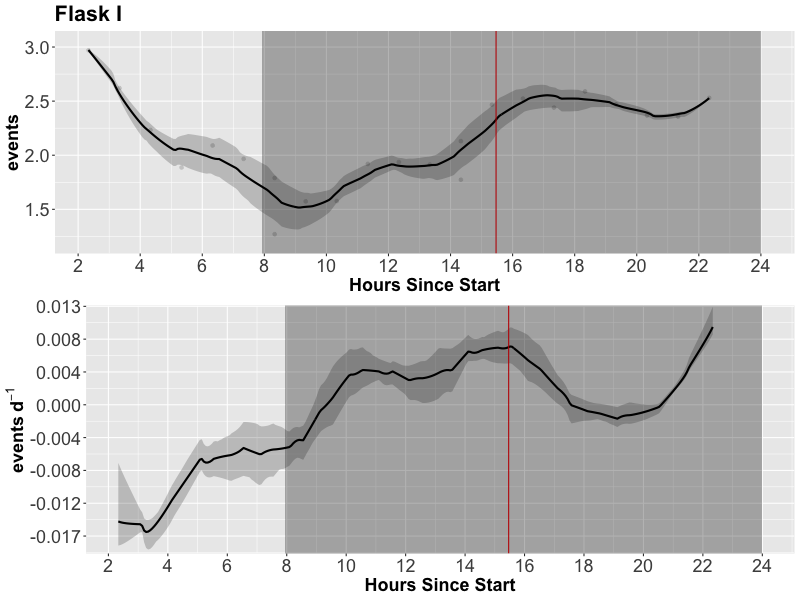 Flask I
events
3.0
2.5
2.0
1.5
2 4 6 8 10 12 14 16 18 20 22 24
Hours Since Start
events d⁻¹
0.013
0.008
0.004
0.000
-0.004
-0.008
-0.012
-0.017
2 4 6 8 10 12 14 16 18 20 22 24
Hours Since Start